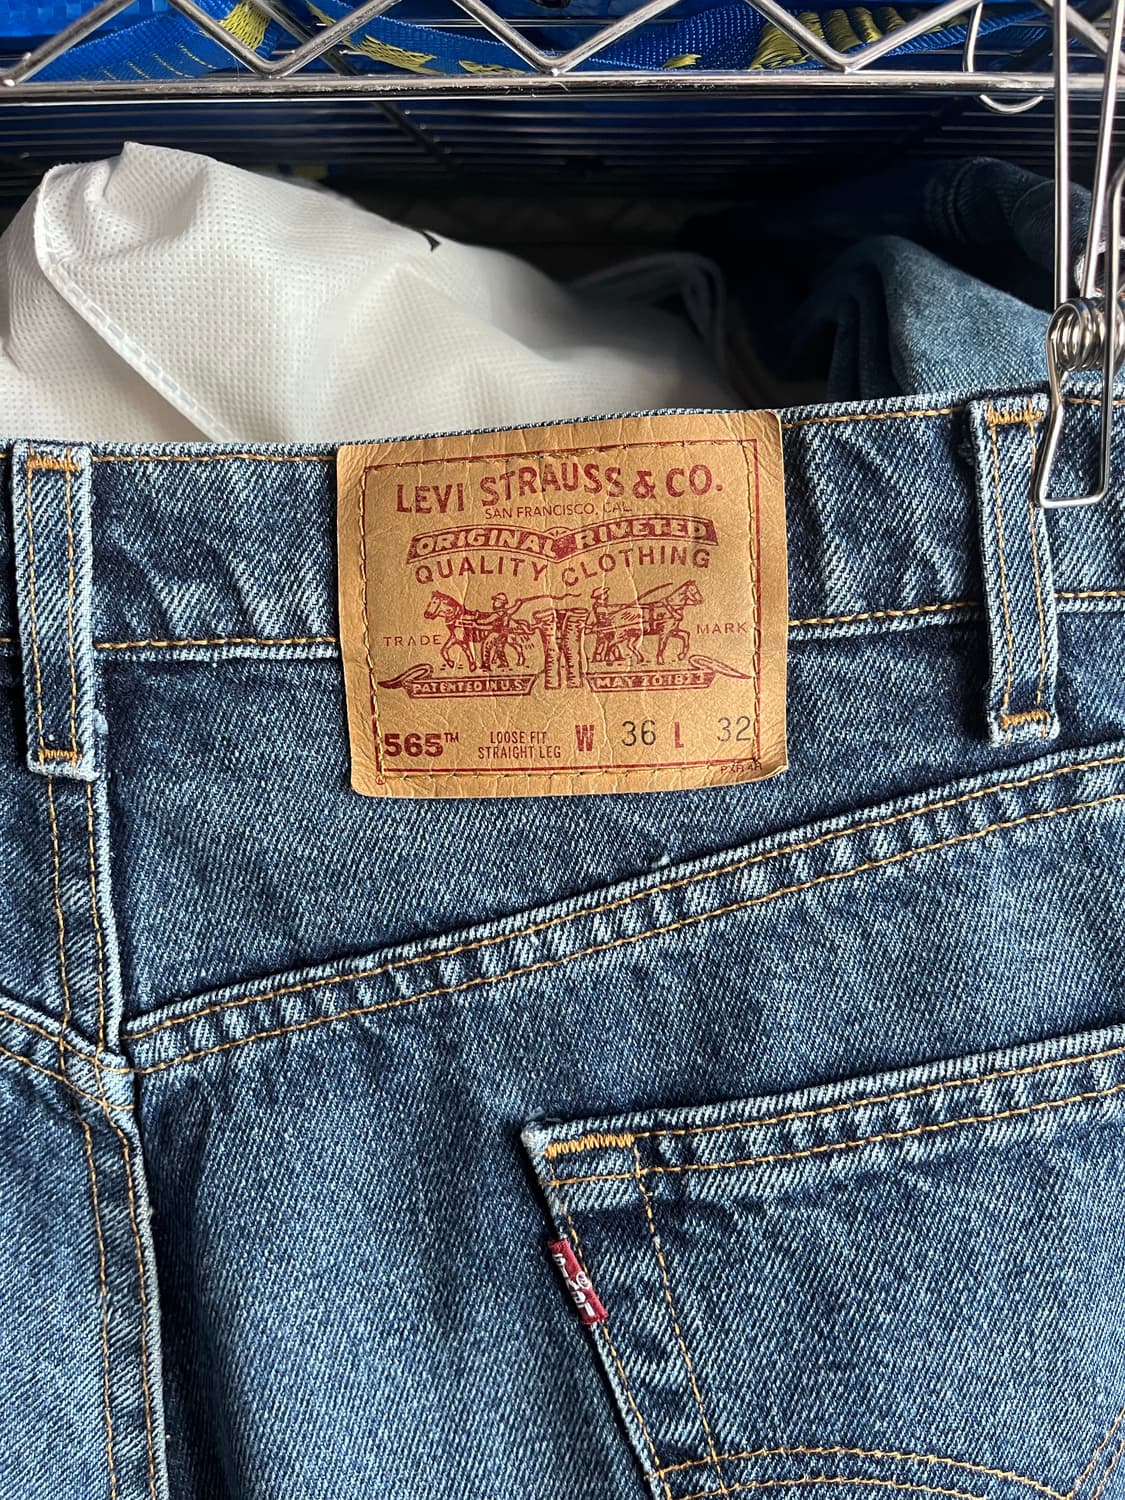 LEVI STRAUSS & CO.
SAN FRANCISCO, CAL.
ORIGINAL RIVETED
QUALITY CLOTHING
TRADE MARK
PATENTED IN U.S. MAY 20 1873
565™ LOOSE FIT STRAIGHT LEG W 36 L 32
LEVI'S